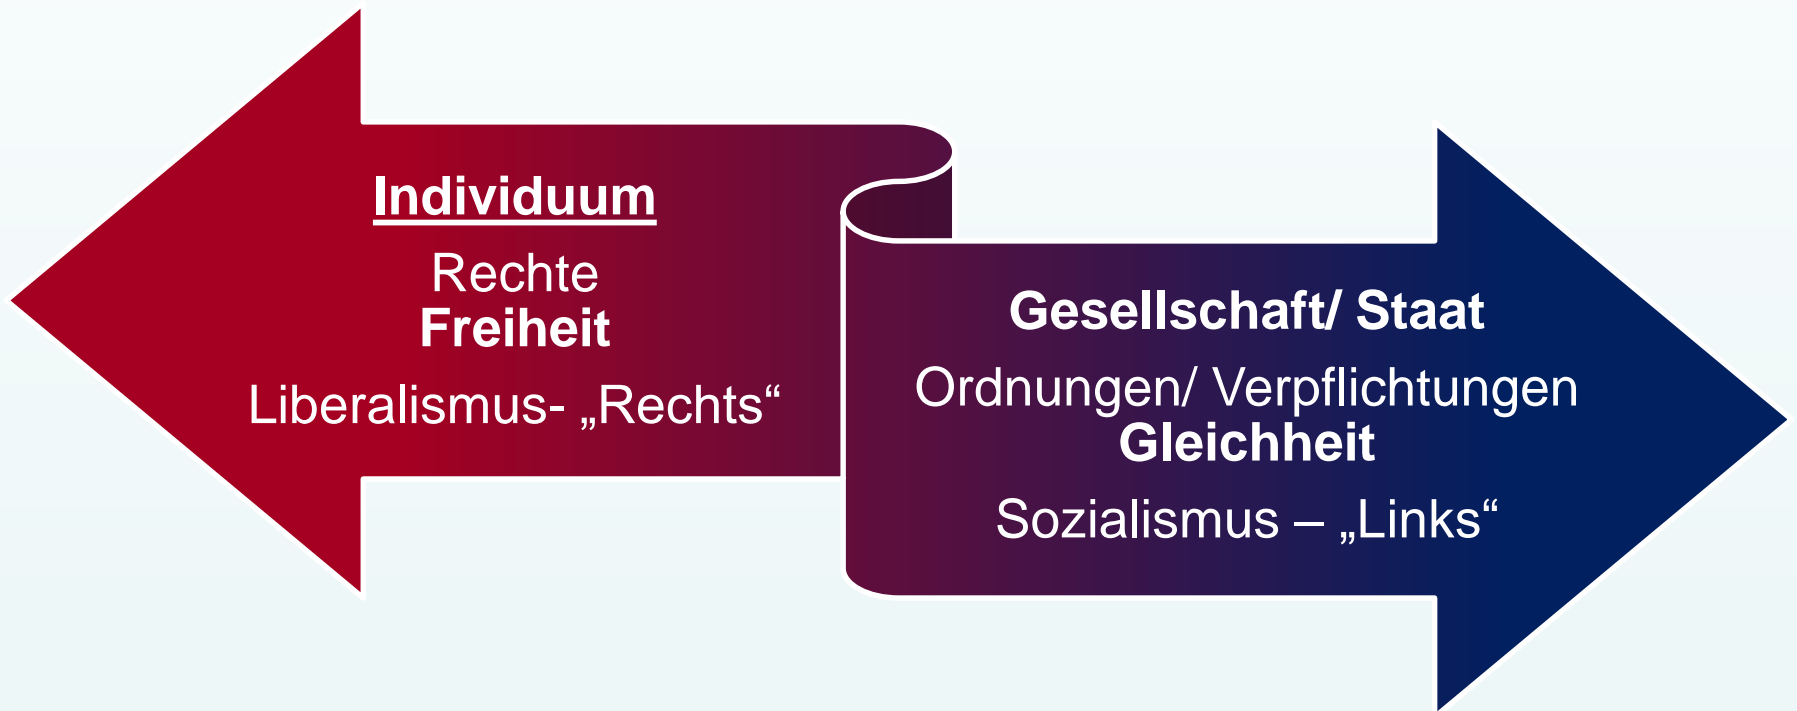 Individuum
Rechte
Freiheit
Liberalismus- „Rechts“
Gesellschaft/ Staat
Ordnungen/ Verpflichtungen
Gleichheit
Sozialismus – „Links“